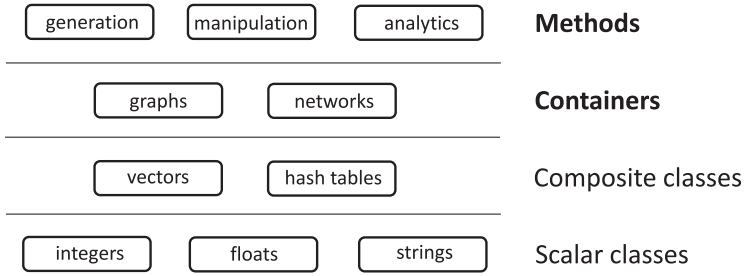 generation manipulation analytics Methods
graphs networks Containers
vectors hash tables Composite classes
integers floats strings Scalar classes